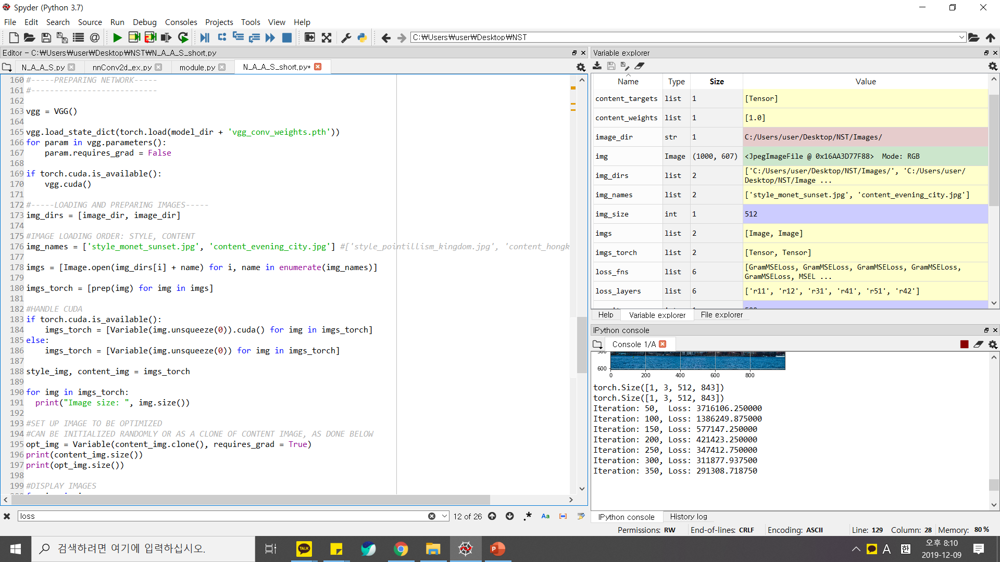 Spyder (Python 3.7)
File Edit Search Source Run Debug Consoles Projects Tools View Help
C:₩Users₩user₩Desktop₩NST
Editor - C:₩Users₩user₩Desktop₩NST₩N_A_A_S_short.py
N_A_A_S.py nnConv2d_ex.py module.py N_A_A_S_short.py*
160 #-----PREPARING NETWORK-----
161 #---------------------------
162
163 vgg = VGG()
164
165 vgg.load_state_dict(torch.load(model_dir + 'vgg_conv_weights.pth'))
166 for param in vgg.parameters():
167     param.requires_grad = False
168
169 if torch.cuda.is_available():
170     vgg.cuda()
171
172 #-----LOADING AND PREPARING IMAGES-----
173 img_dirs = [image_dir, image_dir]
174
175 #IMAGE LOADING ORDER: STYLE, CONTENT
176 img_names = ['style_monet_sunset.jpg', 'content_evening_city.jpg'] #['style_pointillism_kingdom.jpg', 'content_hongk
177
178 imgs = [Image.open(img_dirs[i] + name) for i, name in enumerate(img_names)]
179
180 imgs_torch = [prep(img) for img in imgs]
181
182 #HANDLE CUDA
183 if torch.cuda.is_available():
184     imgs_torch = [Variable(img.unsqueeze(0)).cuda() for img in imgs_torch]
185 else:
186     imgs_torch = [Variable(img.unsqueeze(0)) for img in imgs_torch]
187
188 style_img, content_img = imgs_torch
189
190 for img in imgs_torch:
191   print("Image size: ", img.size())
192
193 #SET UP IMAGE TO BE OPTIMIZED
194 #CAN BE INITIALIZED RANDOMLY OR AS A CLONE OF CONTENT IMAGE, AS DONE BELOW
195 opt_img = Variable(content_img.clone(), requires_grad = True)
196 print(content_img.size())
197 print(opt_img.size())
198
199 #DISPLAY IMAGES
loss 12 of 26 .* Aa
Variable explorer
Name Type Size Value
content_targets list 1 [Tensor]
content_weights list 1 [1.0]
image_dir str 1 C:/Users/user/Desktop/NST/Images/
img Image (1000, 607) <JpegImageFile @ 0x16AA3D77F88> Mode: RGB
img_dirs list 2 ['C:/Users/user/Desktop/NST/Images/', 'C:/Users/user/
Desktop/NST/Image ...
img_names list 2 ['style_monet_sunset.jpg', 'content_evening_city.jpg']
img_size int 1 512
imgs list 2 [Image, Image]
imgs_torch list 2 [Tensor, Tensor]
loss_fns list 6 [GramMSELoss, GramMSELoss, GramMSELoss, GramMSELoss,
GramMSELoss, MSEL ...
loss_layers list 6 ['r11', 'r12', 'r31', 'r41', 'r51', 'r42']
Help Variable explorer File explorer
IPython console
Console 1/A
600
0 200 400 600 800
torch.Size([1, 3, 512, 843])
torch.Size([1, 3, 512, 843])
Iteration: 50,  Loss: 3716106.250000
Iteration: 100, Loss: 1386249.875000
Iteration: 150, Loss: 577147.250000
Iteration: 200, Loss: 421423.250000
Iteration: 250, Loss: 347412.750000
Iteration: 300, Loss: 311877.937500
Iteration: 350, Loss: 291308.718750
IPython console History log
Permissions: RW End-of-lines: CRLF Encoding: ASCII Line: 129 Column: 28 Memory: 80 %
검색하려면 여기에 입력하십시오.
TALK
A 한
오후 8:10
2019-12-09